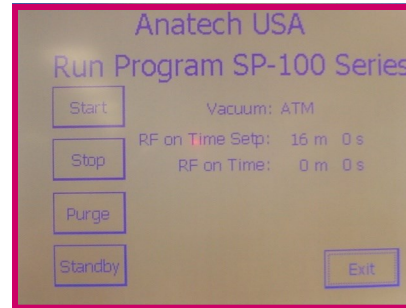 Anatech USA
Run Program SP-100 Series
Start
Vacuum: ATM
RF on Time Setp: 16 m 0 s
Stop
RF on Time: 0 m 0 s
Purge
Standby
Exit